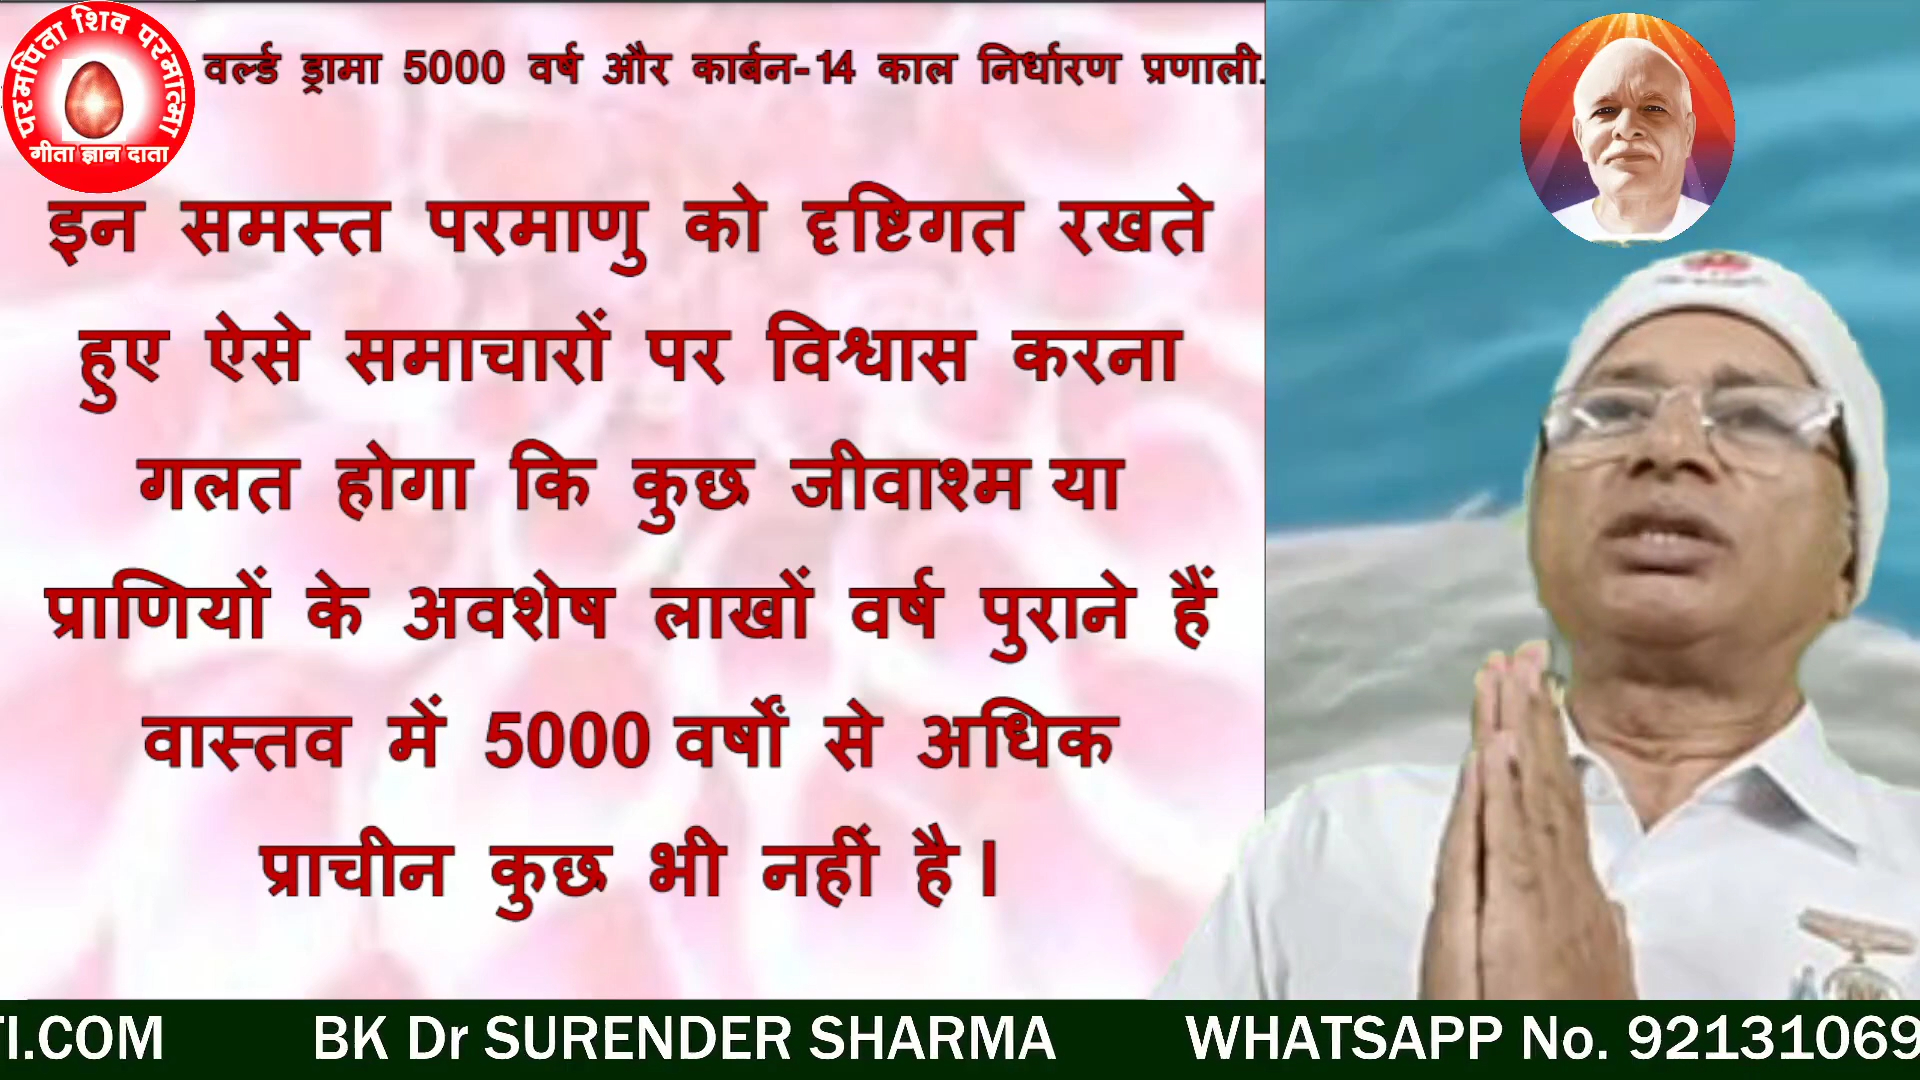 परमपिता शिव परमात्मा
गीता ज्ञान दाता
वर्ल्ड ड्रामा 5000 वर्ष और कार्बन-14 काल निर्धारण प्रणाली.
इन समस्त परमाणु को दृष्टिगत रखते
हुए ऐसे समाचारों पर विश्वास करना
गलत होगा कि कुछ जीवाश्म या
प्राणियों के अवशेष लाखों वर्ष पुराने हैं
वास्तव में 5000 वर्षों से अधिक
प्राचीन कुछ भी नहीं है।
TI.COM BK Dr SURENDER SHARMA WHATSAPP No. 92131069